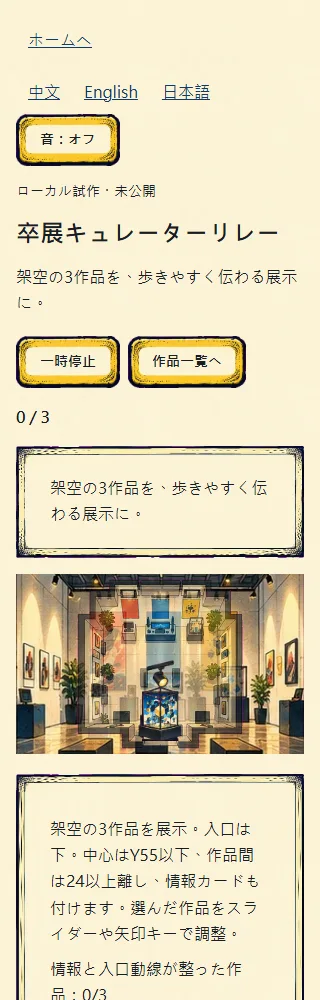 ホームへ
中文 English 日本語
音：オフ
ローカル試作・未公開
卒展キュレーターリレー
架空の3作品を、歩きやすく伝わる展示
に。
一時停止 作品一覧へ
0 / 3
架空の3作品を、歩きやすく伝
わる展示に。
架空の3作品を展示。入口は
下。中心はY55以下、作品間
は24以上離し、情報カードも
付けます。選んだ作品をスラ
イダーや矢印キーで調整。
情報と入口動線が整った作
品：0/3